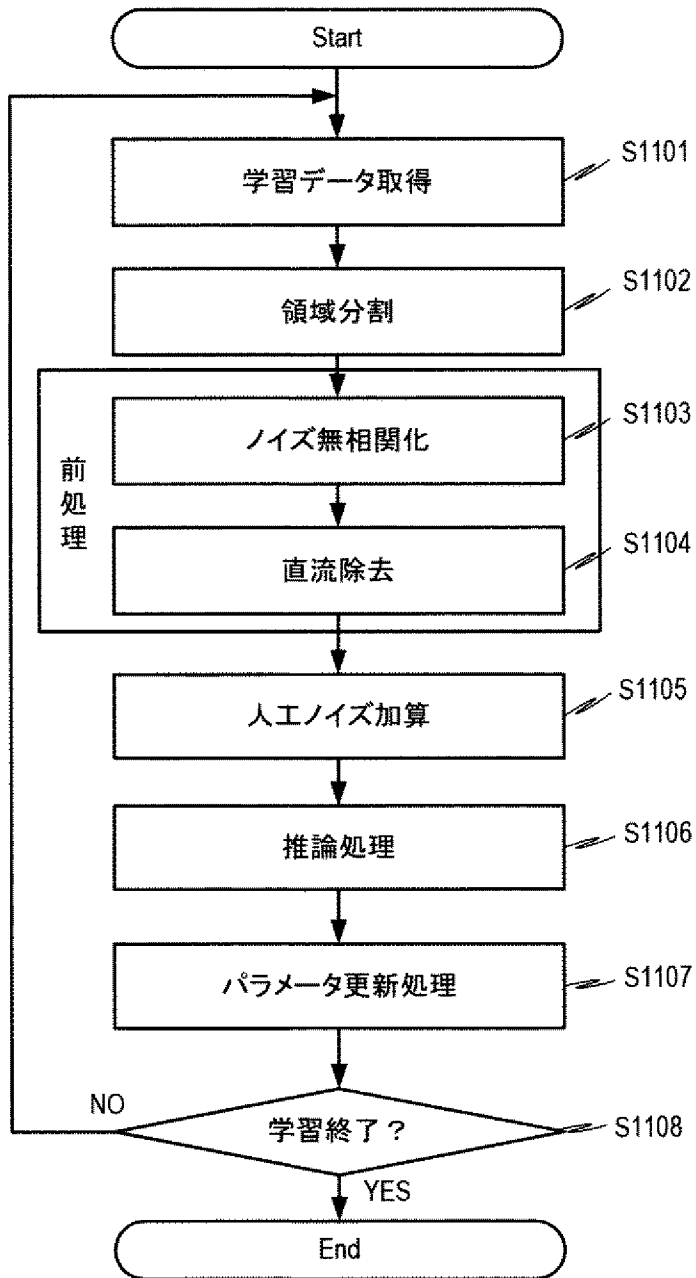 Start
学習データ取得
S1101
領域分割
S1102
前処理
ノイズ無相関化
S1103
直流除去
S1104
人工ノイズ加算
S1105
推論処理
S1106
パラメータ更新処理
S1107
NO
学習終了？
S1108
YES
End